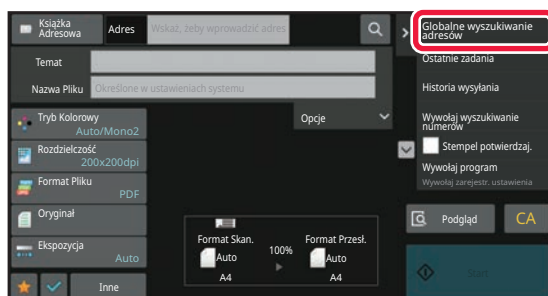 Książka
Adresowa
Adres
Wskaż, żeby wprowadzić adres
Temat
Nazwa Pliku
Określone w ustawieniach systemu
Tryb Kolorowy
Auto/Mono2
Rozdzielczość
200x200dpi
Format Pliku
PDF
Oryginał
Ekspozycja
Auto
Inne
Opcje
Format Skan.
Auto
A4
100%
Format Przesł.
Auto
A4
Globalne wyszukiwanie
adresów
Ostatnie zadania
Historia wysyłania
Wywołaj wyszukiwanie
numerów
Stempel potwierdzaj.
Wywołaj program
Wywołaj zarejestr. ustawienia
Podgląd
CA
Start